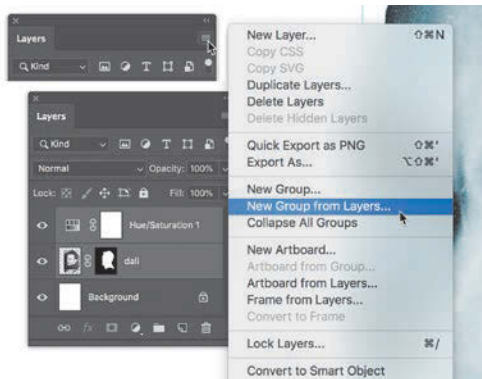 Layers
Kind
Layers
Kind
Normal
Opacity: 100%
Lock:
Fill: 100%
Hue/Saturation 1
dali
Background
fx
New Layer... ⇧⌘N
Copy CSS
Copy SVG
Duplicate Layers...
Delete Layers
Delete Hidden Layers
Quick Export as PNG ⇧⌘'
Export As... ⌥⇧⌘'
New Group...
New Group from Layers...
Collapse All Groups
New Artboard...
Artboard from Group...
Artboard from Layers...
Frame from Layers...
Convert to Frame
Lock Layers... ⌘/
Convert to Smart Object